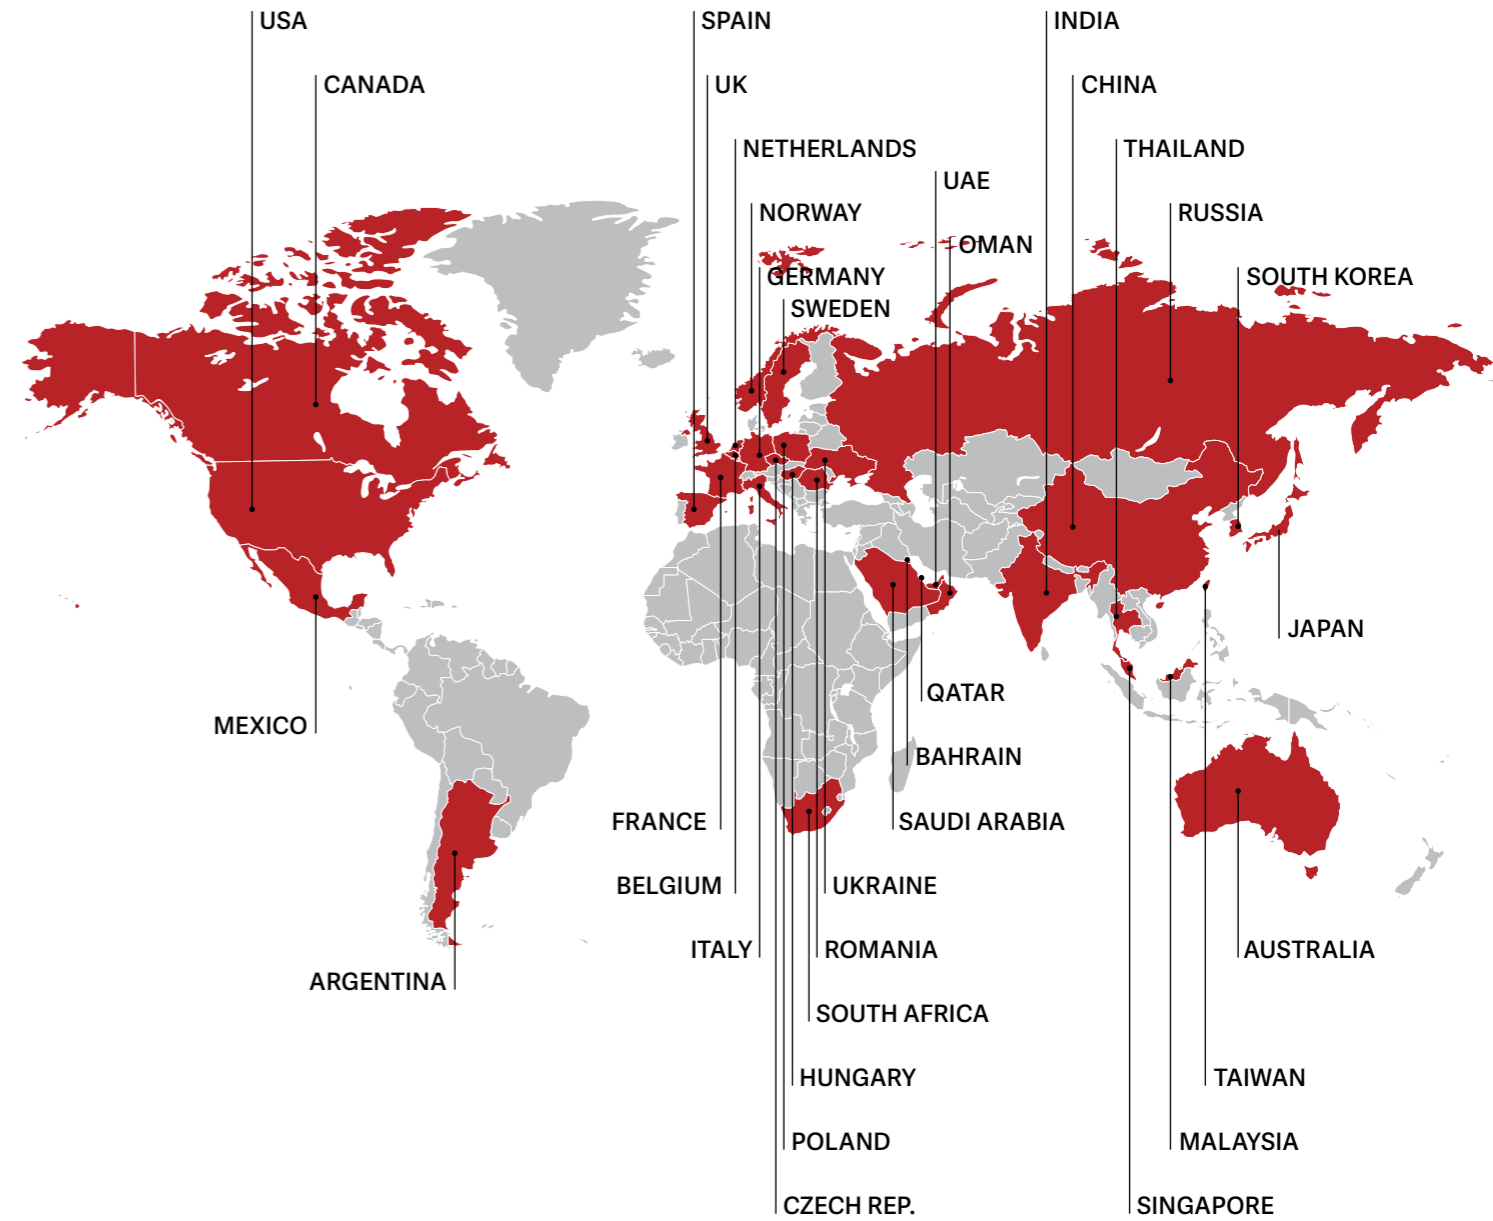 USA
SPAIN
INDIA
CANADA
UK
CHINA
NETHERLANDS
THAILAND
UAE
NORWAY
RUSSIA
OMAN
GERMANY
SOUTH KOREA
SWEDEN
JAPAN
QATAR
MEXICO
BAHRAIN
FRANCE
SAUDI ARABIA
BELGIUM
UKRAINE
ITALY
ROMANIA
AUSTRALIA
ARGENTINA
SOUTH AFRICA
HUNGARY
TAIWAN
POLAND
MALAYSIA
CZECH REP.
SINGAPORE